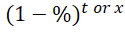 (1 − %)^{t or x}